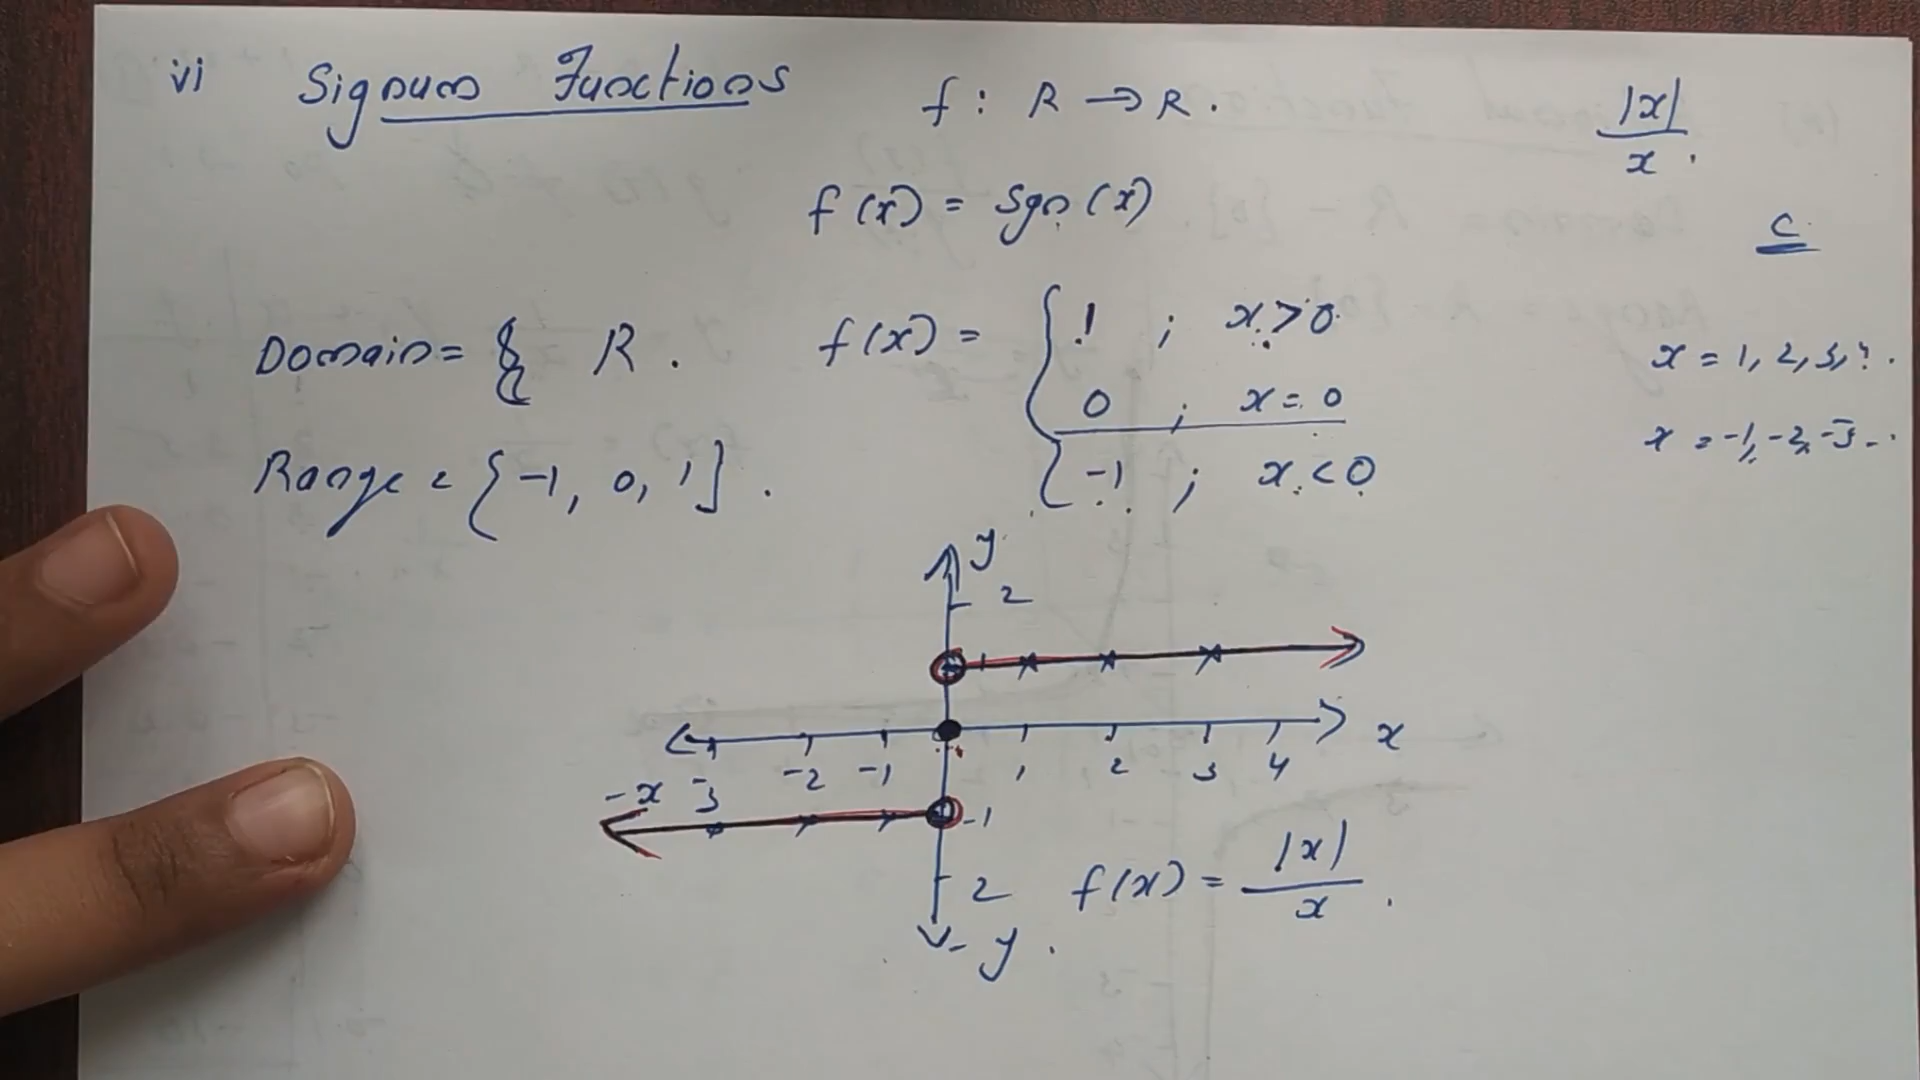 vi Signum Functions f : R → R. |x|/x.
f(x) = Sgn(x)
c
Domain = { R. f(x) = { 1 ; x > 0
0 ; x = 0
-1 ; x < 0
x = 1, 2, 3, .
x = -1, -2, -3 - .
Range = {-1, 0, 1}.
y
2
1
x
-3 -2 -1 1 2 3 4
-x
-1
2
f(x) = |x|/x.
-y.